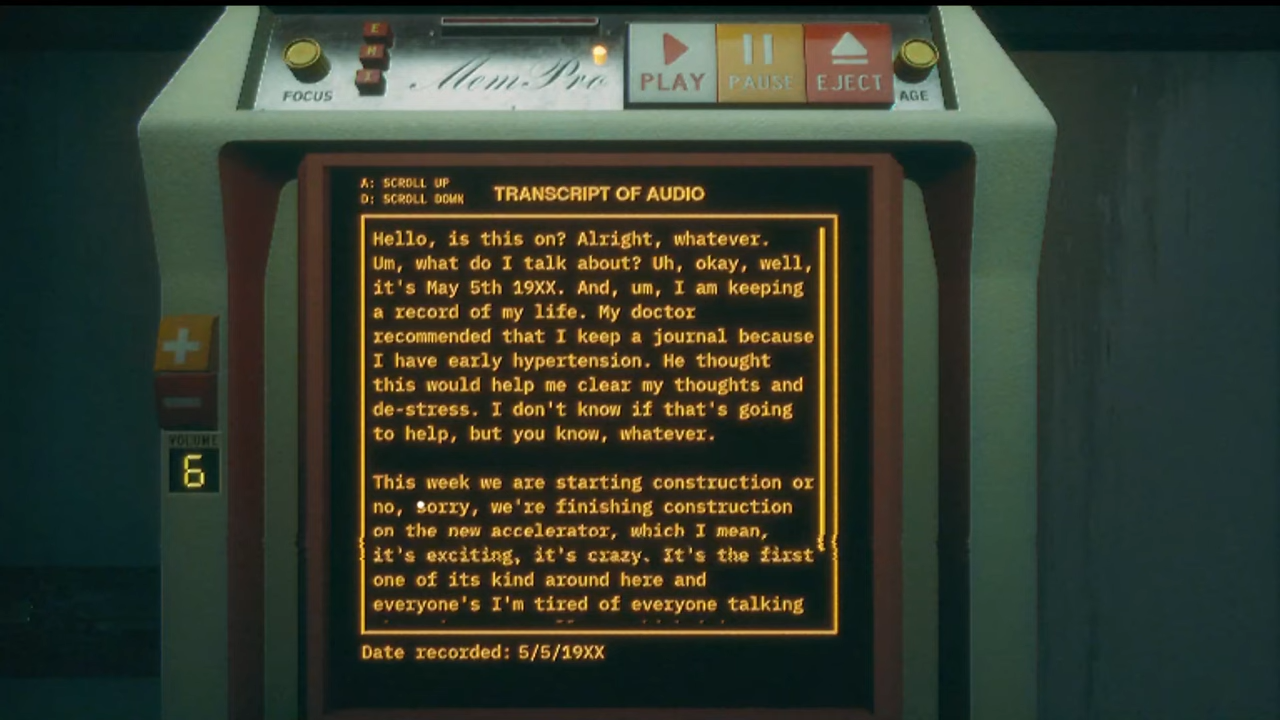 E
M
I
Mem-Pro
PLAY
PAUSE
EJECT
FOCUS
AGE
A: SCROLL UP
D: SCROLL DOWN
TRANSCRIPT OF AUDIO
Hello, is this on? Alright, whatever.
Um, what do I talk about? Uh, okay, well,
it's May 5th 19XX. And, um, I am keeping
a record of my life. My doctor
recommended that I keep a journal because
I have early hypertension. He thought
this would help me clear my thoughts and
de-stress. I don't know if that's going
to help, but you know, whatever.
This week we are starting construction or
no, sorry, we're finishing construction
on the new accelerator, which I mean,
it's exciting, it's crazy. It's the first
one of its kind around here and
everyone's I'm tired of everyone talking
VOLUME
6
Date recorded: 5/5/19XX